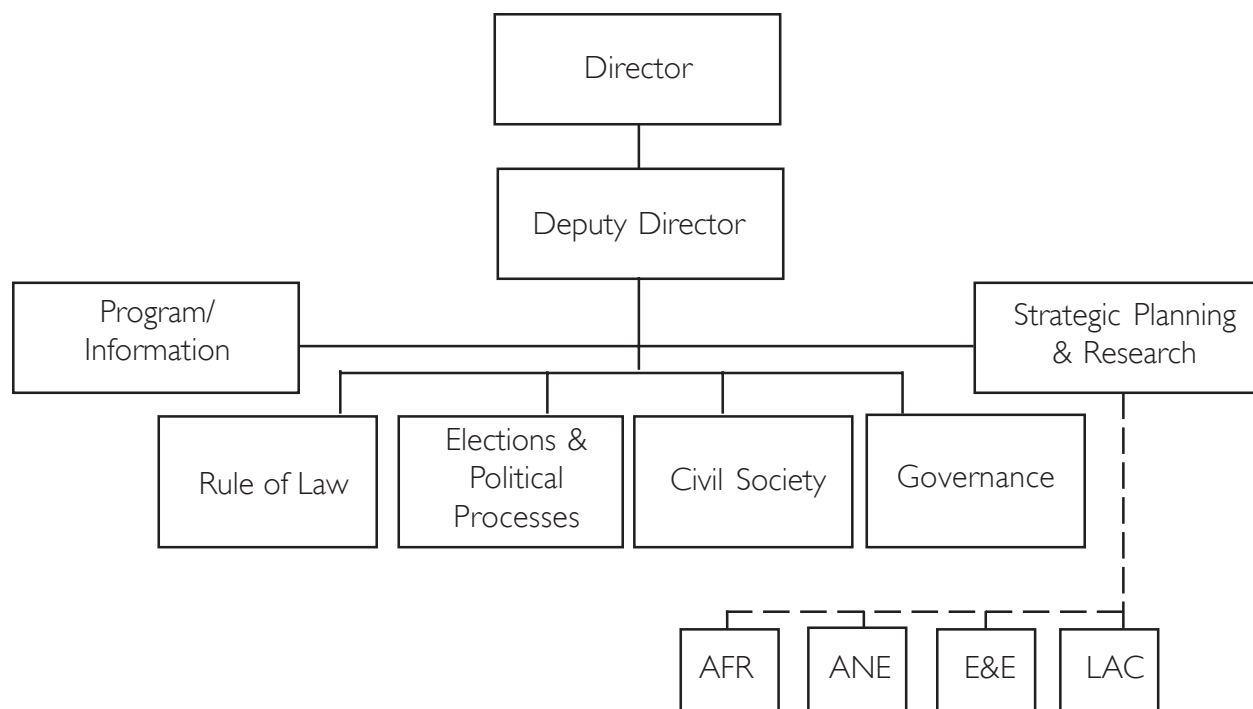 Director
Deputy Director
Program/
Information
Strategic Planning
& Research
Rule of Law
Elections &
Political
Processes
Civil Society
Governance
AFR
ANE
E&E
LAC